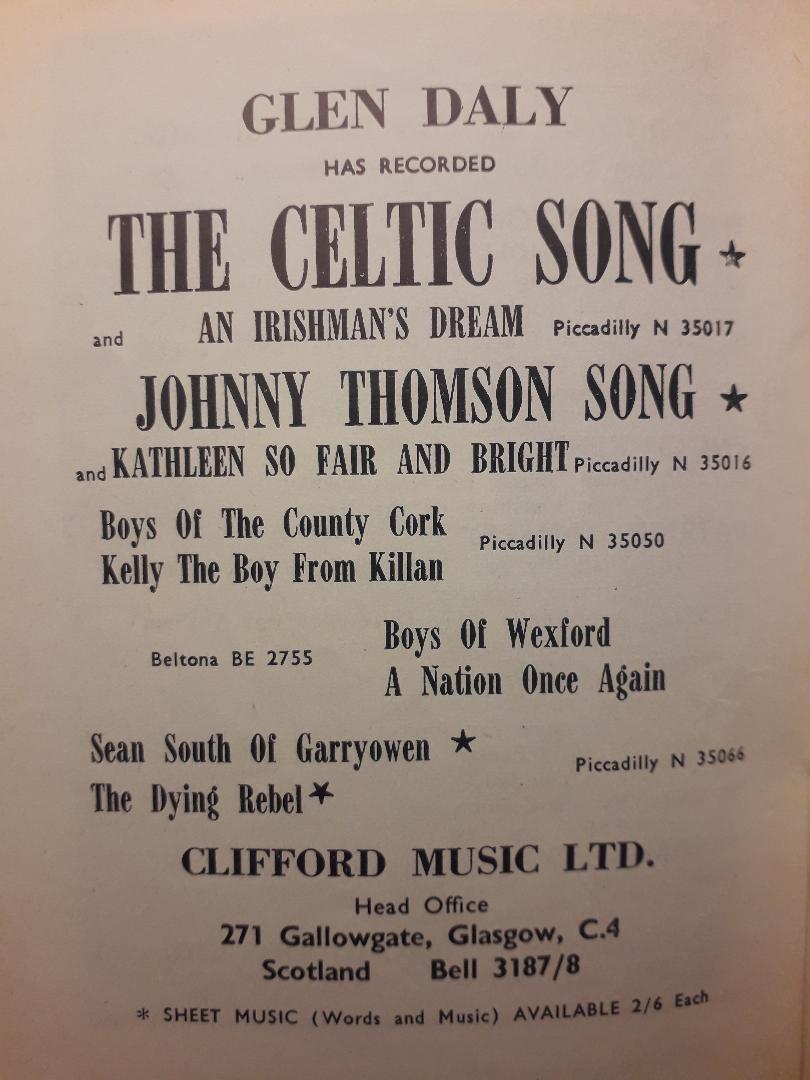 GLEN DALY
HAS RECORDED
THE CELTIC SONG ★
and AN IRISHMAN'S DREAM Piccadilly N 35017
JOHNNY THOMSON SONG ★
and KATHLEEN SO FAIR AND BRIGHT Piccadilly N 35016
Boys Of The County Cork
Kelly The Boy From Killan
Piccadilly N 35050
Beltona BE 2755
Boys Of Wexford
A Nation Once Again
Sean South Of Garryowen ★
The Dying Rebel ★
Piccadilly N 35066
CLIFFORD MUSIC LTD.
Head Office
271 Gallowgate, Glasgow, C.4
Scotland Bell 3187/8
* SHEET MUSIC (Words and Music) AVAILABLE 2/6 Each